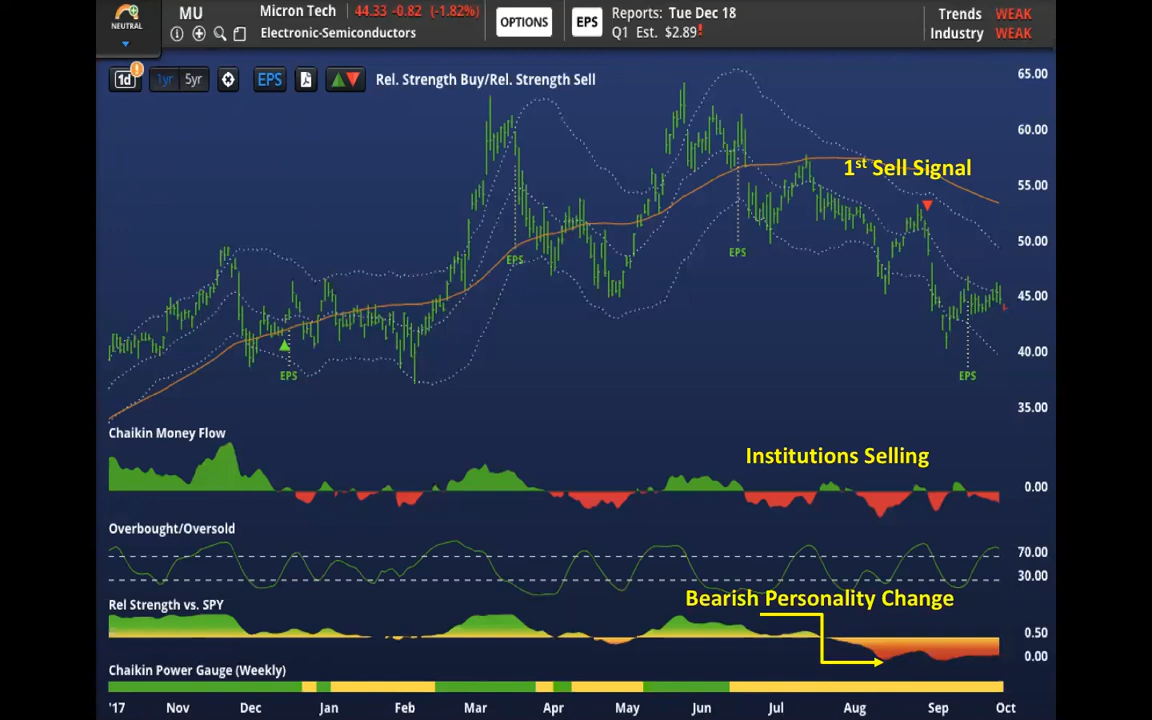 NEUTRAL
MU
Micron Tech 44.33 -0.82 (-1.82%)
Electronic-Semiconductors
OPTIONS
EPS
Reports: Tue Dec 18
Q1 Est. $2.89!
Trends WEAK
Industry WEAK
1d
1yr 5yr
EPS
Rel. Strength Buy/Rel. Strength Sell
65.00
60.00
55.00
50.00
45.00
40.00
35.00
1st Sell Signal
EPS
EPS
EPS
EPS
Chaikin Money Flow
Institutions Selling
0.00
Overbought/Oversold
70.00
30.00
Bearish Personality Change
Rel Strength vs. SPY
0.50
0.00
Chaikin Power Gauge (Weekly)
'17 Nov Dec Jan Feb Mar Apr May Jun Jul Aug Sep Oct